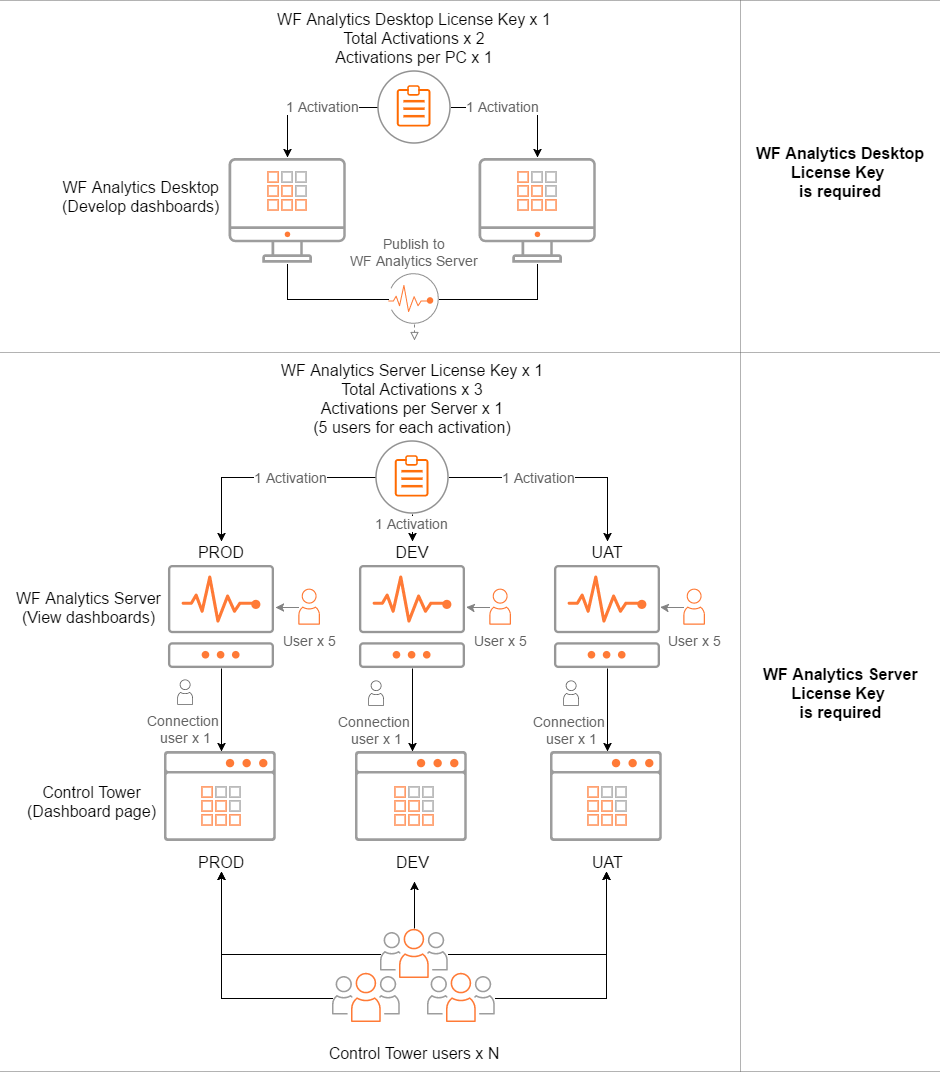 WF Analytics Desktop License Key x 1
Total Activations x 2
Activations per PC x 1
1 Activation
1 Activation
WF Analytics Desktop
(Develop dashboards)
Publish to
WF Analytics Server
WF Analytics Desktop
License Key
is required
WF Analytics Server License Key x 1
Total Activations x 3
Activations per Server x 1
(5 users for each activation)
1 Activation
1 Activation
1 Activation
PROD
DEV
UAT
WF Analytics Server
(View dashboards)
User x 5
User x 5
User x 5
Connection
user x 1
Connection
user x 1
Connection
user x 1
Control Tower
(Dashboard page)
PROD
DEV
UAT
Control Tower users x N
WF Analytics Server
License Key
is required